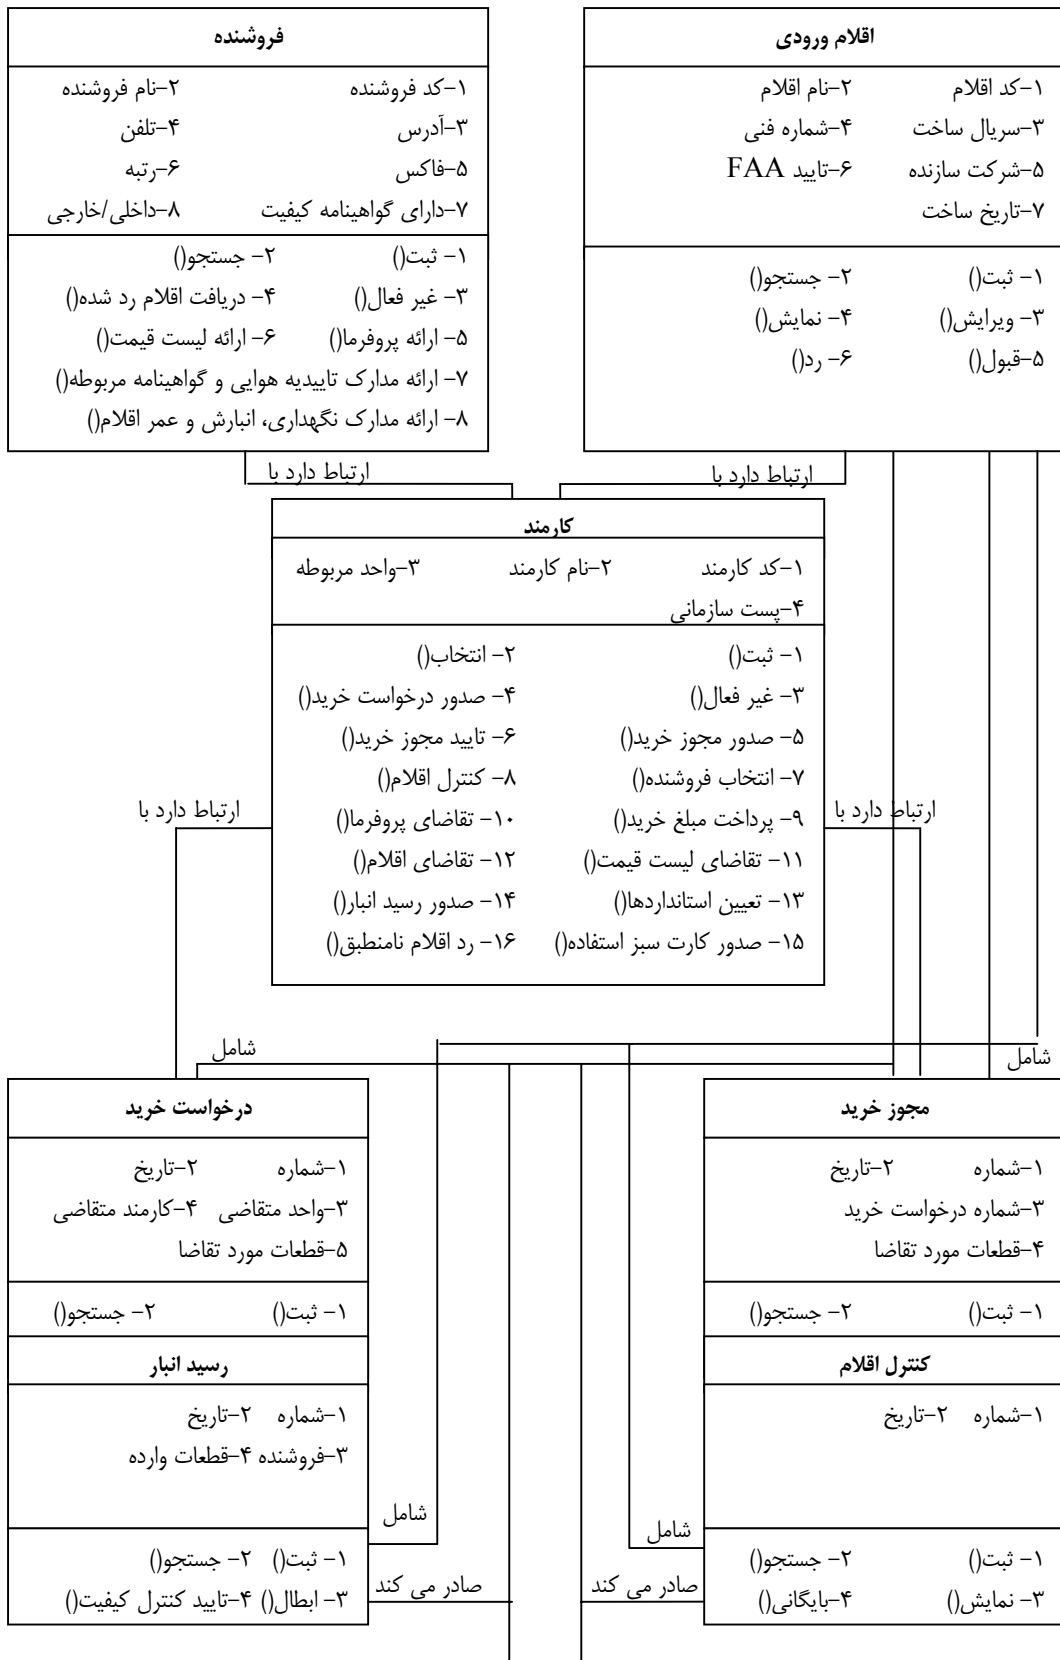 اقلام ورودی
۱-کد اقلام ۲-نام اقلام
۳-سریال ساخت ۴-شماره فنی
۵-شرکت سازنده ۶-تایید FAA
۷-تاریخ ساخت
۱- ثبت() ۲- جستجو()
۳- ویرایش() ۴- نمایش()
۵-قبول() ۶- رد()
فروشنده
۱-کد فروشنده ۲-نام فروشنده
۳-آدرس ۴-تلفن
۵-فاکس ۶-رتبه
۷-دارای گواهینامه کیفیت ۸-داخلی/خارجی
۱- ثبت() ۲- جستجو()
۳- غیر فعال() ۴- دریافت اقلام رد شده()
۵- ارائه پروفرما() ۶- ارائه لیست قیمت()
۷- ارائه مدارک تاییدیه هوایی و گواهینامه مربوطه()
۸- ارائه مدارک نگهداری، انبارش و عمر اقلام()
ارتباط دارد با
ارتباط دارد با
کارمند
۱-کد کارمند ۲-نام کارمند ۳-واحد مربوطه
۴-پست سازمانی
۱- ثبت() ۲- انتخاب()
۳- غیر فعال() ۴- صدور درخواست خرید()
۵- صدور مجوز خرید() ۶- تایید مجوز خرید()
۷- انتخاب فروشنده() ۸- کنترل اقلام()
۹- پرداخت مبلغ خرید() ۱۰- تقاضای پروفرما()
۱۱- تقاضای لیست قیمت() ۱۲- تقاضای اقلام()
۱۳- تعیین استانداردها() ۱۴- صدور رسید انبار()
۱۵- صدور کارت سبز استفاده() ۱۶- رد اقلام نامنطبق()
ارتباط دارد با
ارتباط دارد با
شامل
شامل
مجوز خرید
۱-شماره ۲-تاریخ
۳-شماره درخواست خرید
۴-قطعات مورد تقاضا
۱- ثبت() ۲- جستجو()
درخواست خرید
۱-شماره ۲-تاریخ
۳-واحد متقاضی ۴-کارمند متقاضی
۵-قطعات مورد تقاضا
۱- ثبت() ۲- جستجو()
کنترل اقلام
۱-شماره ۲-تاریخ
۱- ثبت() ۲- جستجو()
۳- نمایش() ۴-بایگانی()
شامل
صادر می کند
رسید انبار
۱-شماره ۲-تاریخ
۳-فروشنده ۴-قطعات وارده
۱- ثبت() ۲- جستجو()
۳- ابطال() ۴-تایید کنترل کیفیت()
شامل
صادر می کند